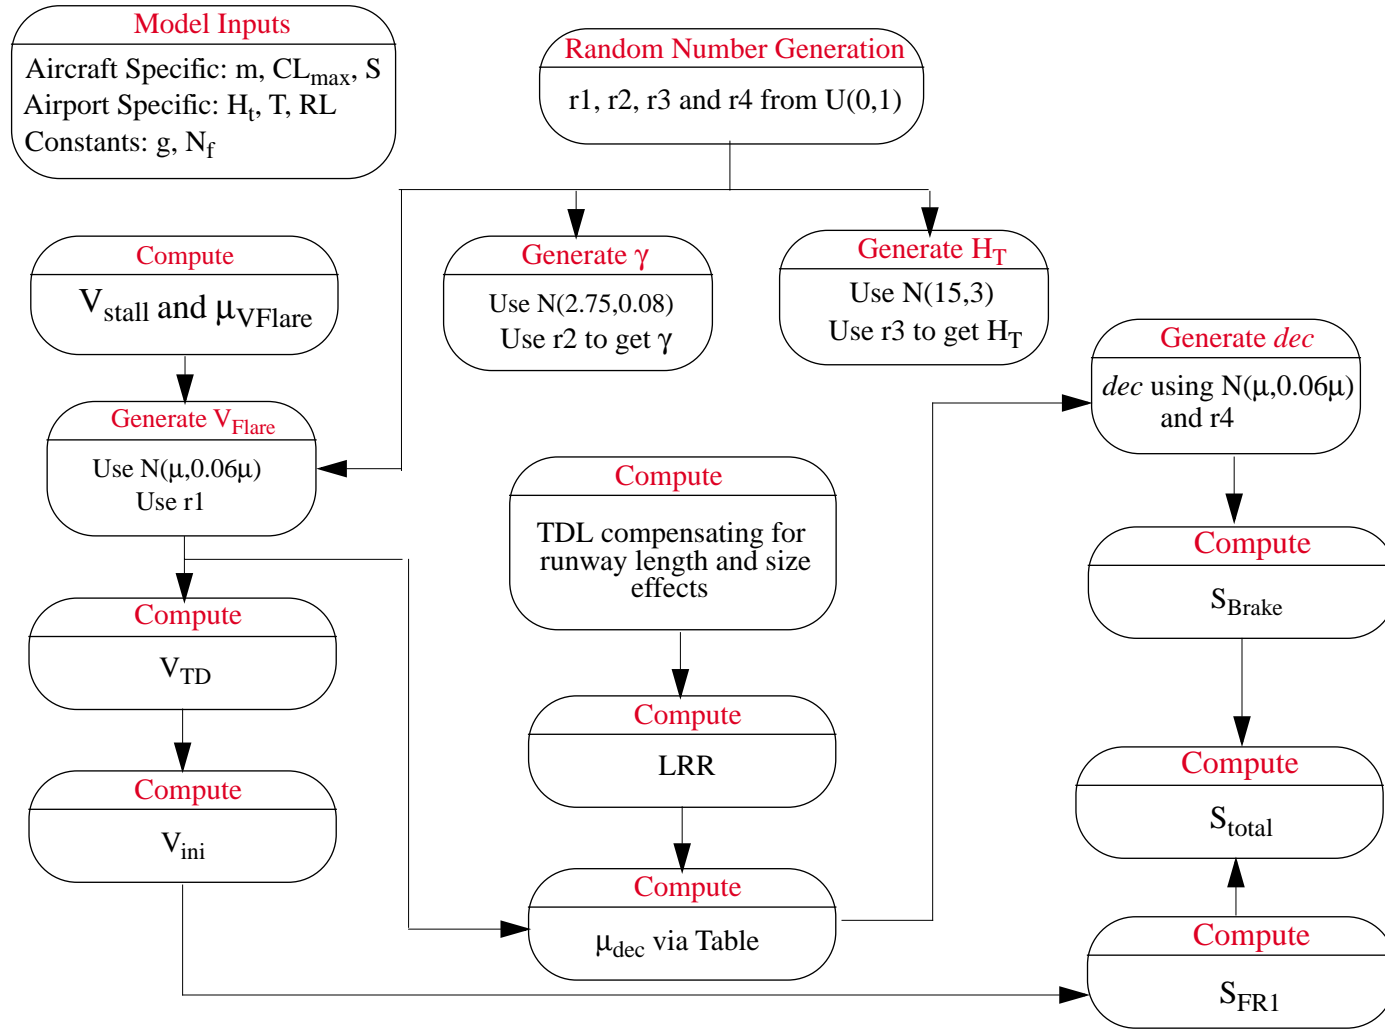 Model Inputs
Aircraft Specific: m, CLmax, S
Airport Specific: Ht, T, RL
Constants: g, Nf
Random Number Generation
r1, r2, r3 and r4 from U(0,1)
Compute
Vstall and μVFlare
Generate γ
Use N(2.75,0.08)
Use r2 to get γ
Generate HT
Use N(15,3)
Use r3 to get HT
Generate dec
dec using N(μ,0.06μ)
and r4
Generate VFlare
Use N(μ,0.06μ)
Use r1
Compute
TDL compensating for
runway length and size
effects
Compute
SBrake
Compute
VTD
Compute
LRR
Compute
Stotal
Compute
Vini
Compute
μdec via Table
Compute
SFR1